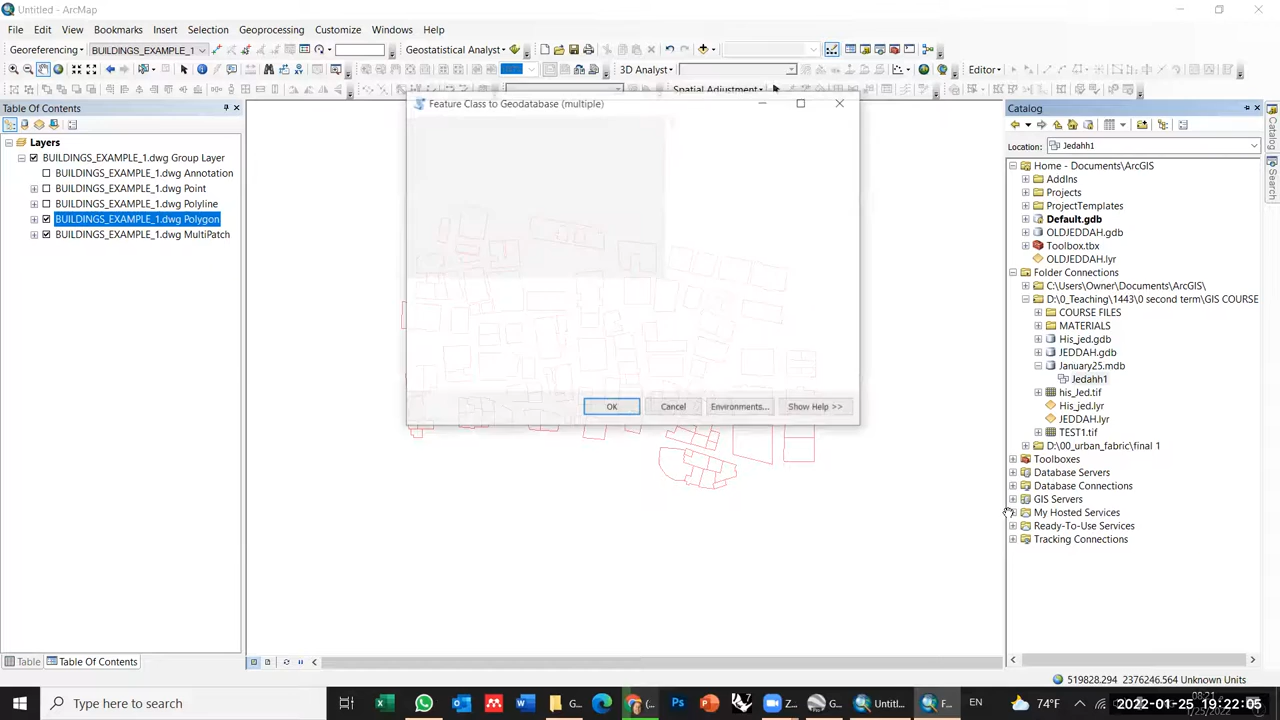 Untitled - ArcMap
File Edit View Bookmarks Insert Selection Geoprocessing Customize Windows Help
Georeferencing BUILDINGS_EXAMPLE_1 Geostatistical Analyst
3D Analyst Editor
Spatial Adjustment
Table Of Contents
Layers
BUILDINGS_EXAMPLE_1.dwg Group Layer
BUILDINGS_EXAMPLE_1.dwg Annotation
BUILDINGS_EXAMPLE_1.dwg Point
BUILDINGS_EXAMPLE_1.dwg Polyline
BUILDINGS_EXAMPLE_1.dwg Polygon
BUILDINGS_EXAMPLE_1.dwg MultiPatch
Table Table Of Contents
Feature Class to Geodatabase (multiple)
OK Cancel Environments... Show Help >>
Catalog
Location: Jedahh1
Home - Documents\ArcGIS
AddIns
Projects
ProjectTemplates
Default.gdb
OLDJEDDAH.gdb
Toolbox.tbx
OLDJEDDAH.lyr
Folder Connections
C:\Users\Owner\Documents\ArcGIS\
D:\0_Teaching\1443\0 second term\GIS COURSE
COURSE FILES
MATERIALS
His_jed.gdb
JEDDAH.gdb
January25.mdb
Jedahh1
his_Jed.tif
His_jed.lyr
JEDDAH.lyr
TEST1.tif
D:\00_urban_fabric\final 1
Toolboxes
Database Servers
Database Connections
GIS Servers
My Hosted Services
Ready-To-Use Services
Tracking Connections
Catalog
Search
519828.294 2376246.564 Unknown Units
Type here to search
G... (... Z... G... Untit... F... EN 74°F
2022-01-25 19:22:05